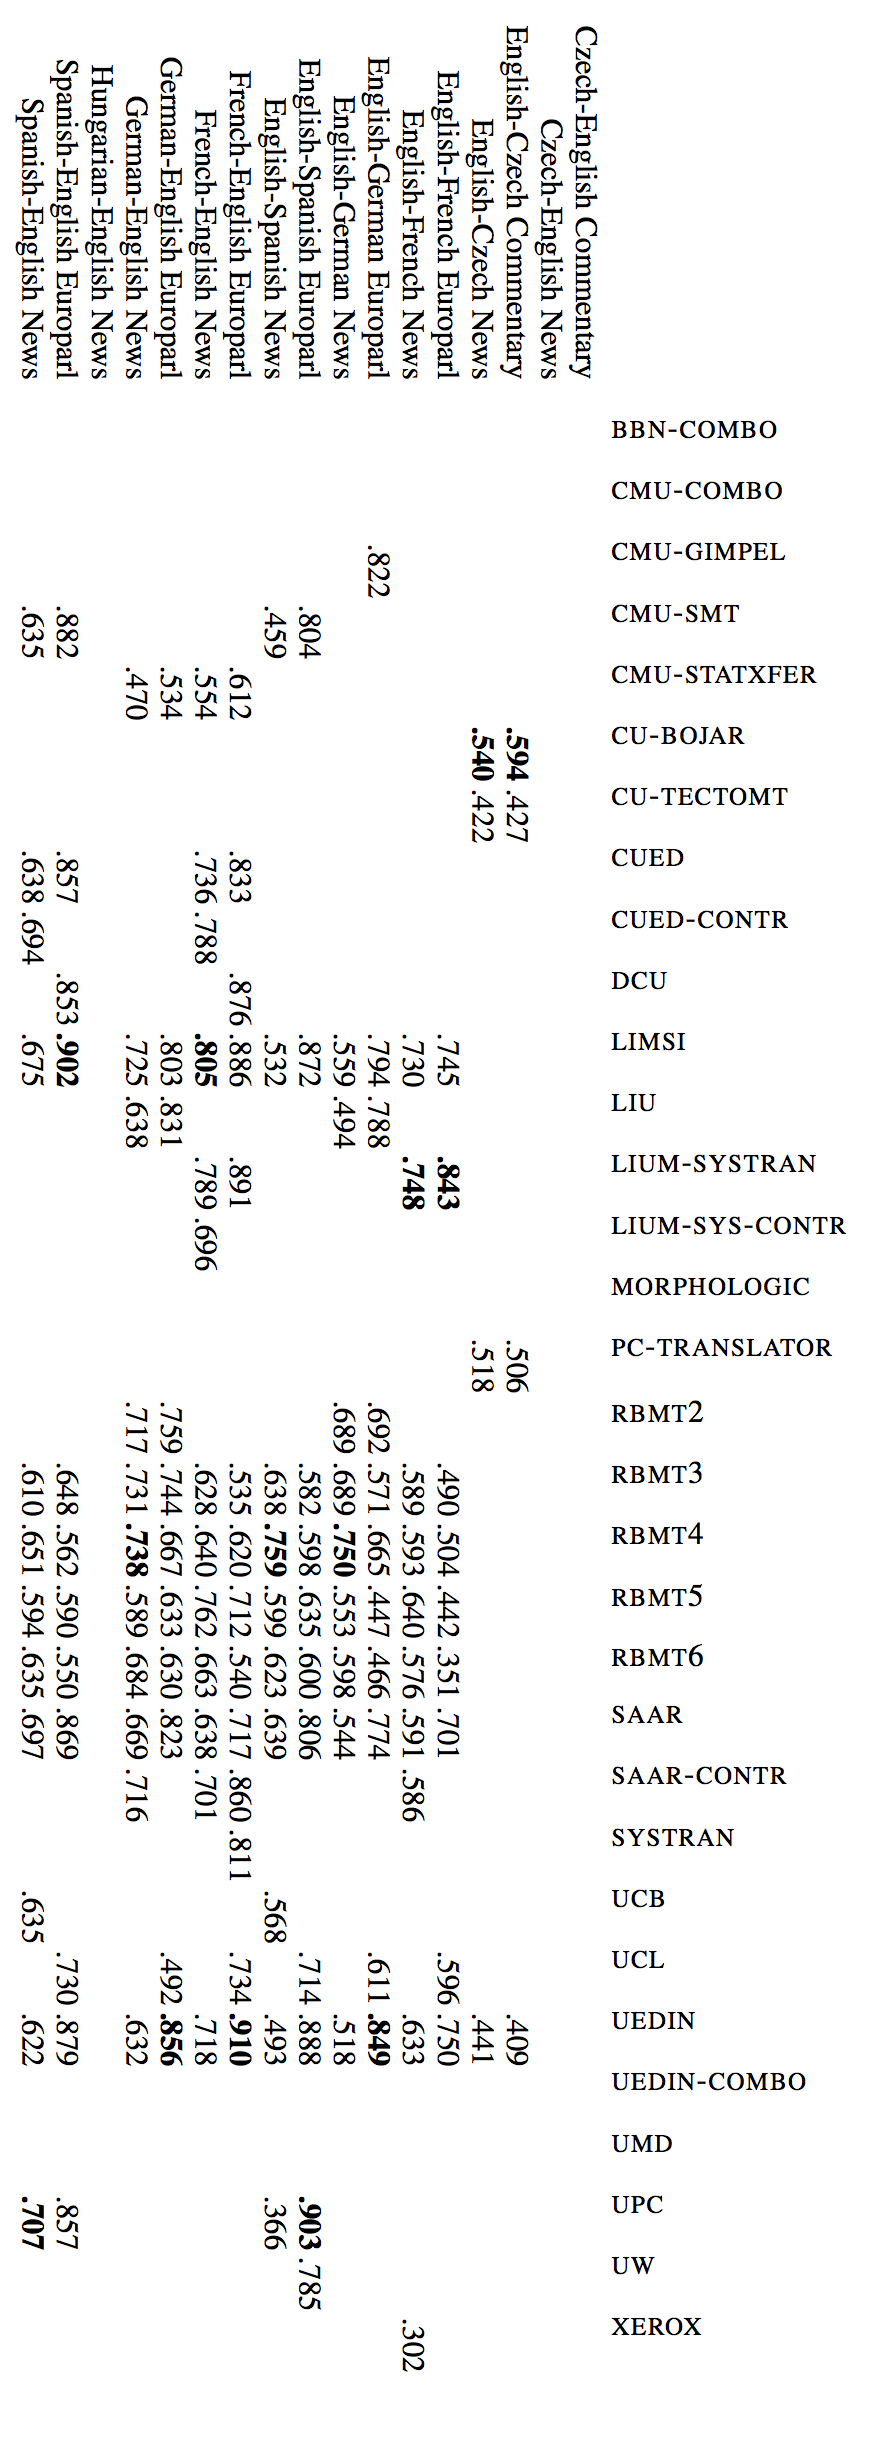 BBN-COMBO
CMU-COMBO
CMU-GIMPEL
CMU-SMT
CMU-STATXFER
CU-BOJAR
CU-TECTOMT
CUED
CUED-CONTR
DCU
LIMSI
LIU
LIUM-SYSTRAN
LIUM-SYS-CONTR
MORPHOLOGIC
PC-TRANSLATOR
RBMT2
RBMT3
RBMT4
RBMT5
RBMT6
SAAR
SAAR-CONTR
SYSTRAN
UCB
UCL
UEDIN
UEDIN-COMBO
UMD
UPC
UW
XEROX
Czech-English Commentary
Czech-English News
English-Czech Commentary .594 .427 .506 .409
English-Czech News .540 .422 .518 .441
English-French Europarl .745 .843 .490 .504 .442 .351 .701 .596 .750
English-French News .730 .748 .589 .593 .640 .576 .591 .586 .633 .302
English-German Europarl .822 .794 .788 .692 .571 .665 .447 .466 .774 .611 .849
English-German News .559 .494 .689 .689 .750 .553 .598 .544 .518
English-Spanish Europarl .804 .872 .582 .598 .635 .600 .806 .714 .888 .903 .785
English-Spanish News .459 .532 .638 .759 .599 .623 .639 .568 .493 .366
French-English Europarl .612 .833 .876 .886 .891 .535 .620 .712 .540 .717 .860 .811 .734 .910
French-English News .554 .736 .788 .805 .789 .696 .628 .640 .762 .663 .638 .701 .718
German-English Europarl .534 .803 .831 .759 .744 .667 .633 .630 .823 .492 .856
German-English News .470 .725 .638 .717 .731 .738 .589 .684 .669 .716 .632
Hungarian-English News
Spanish-English Europarl .882 .857 .853 .902 .648 .562 .590 .550 .869 .730 .879 .857
Spanish-English News .635 .638 .694 .675 .610 .651 .594 .635 .697 .635 .622 .707